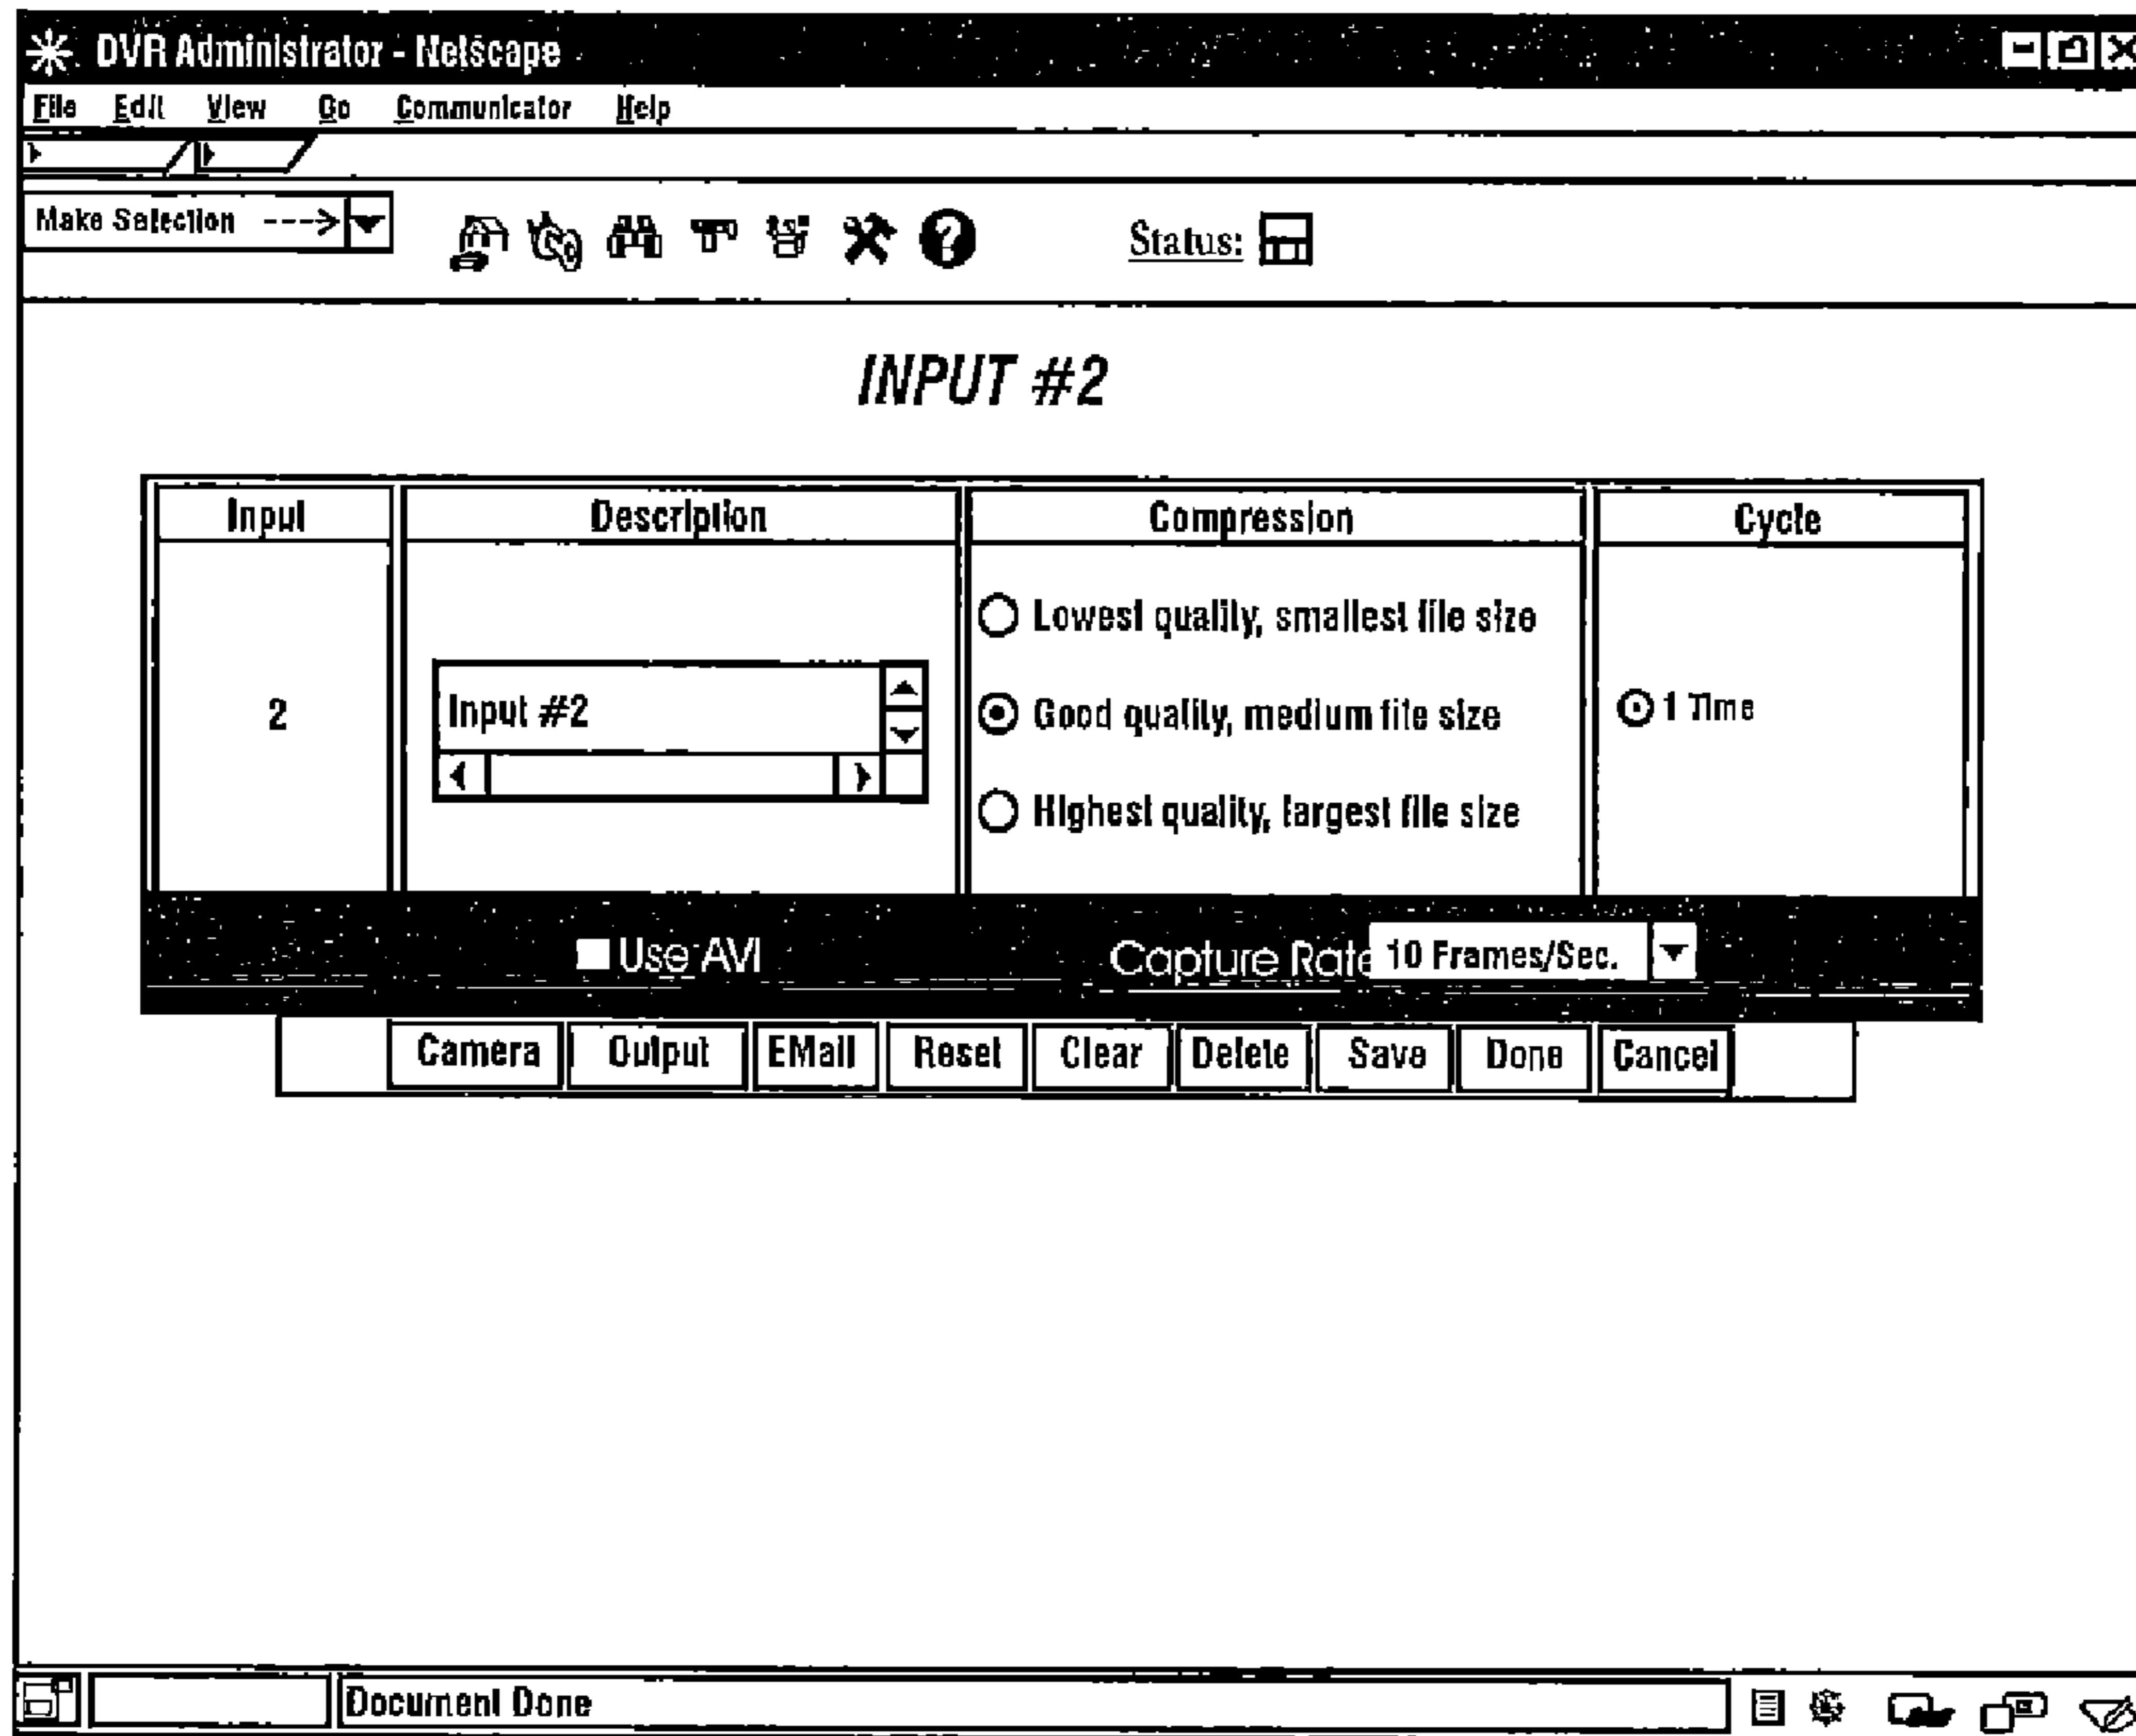 DVR Administrator - Netscape
File Edit View Go Communicator Help
Make Selection ---> Status:
INPUT #2
Input Description Compression Cycle
Lowest quality, smallest file size
2 Input #2 Good quality, medium file size 1 Time
Highest quality, largest file size
Use AVI Capture Rate 10 Frames/Sec.
Camera Output EMail Reset Clear Delete Save Done Cancel
Document Done